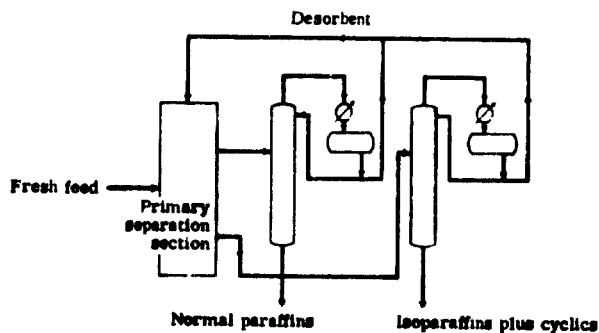 Desorbent
Fresh feed
Primary
separation
section
Normal paraffins
Isoparaffins plus cyclics